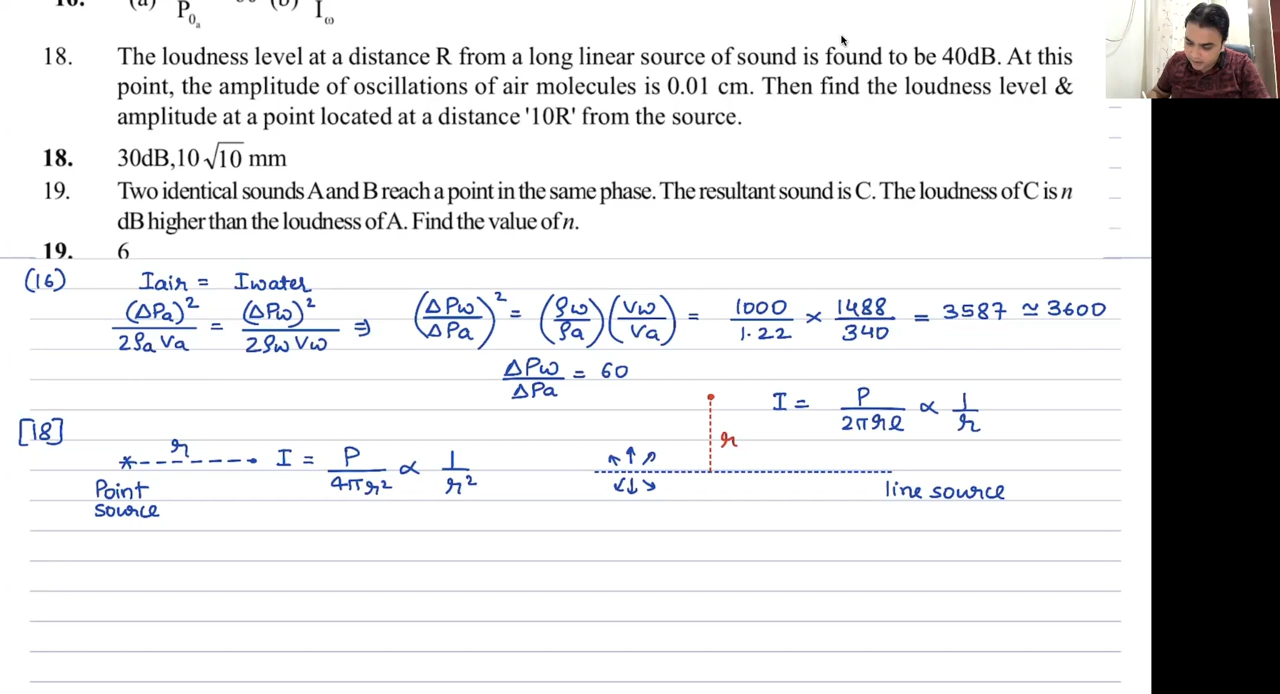 (a) P₀ₐ (b) I_ω
18. The loudness level at a distance R from a long linear source of sound is found to be 40dB. At this
point, the amplitude of oscillations of air molecules is 0.01 cm. Then find the loudness level &
amplitude at a point located at a distance '10R' from the source.
18. 30dB,10 √10 mm
19. Two identical sounds A and B reach a point in the same phase. The resultant sound is C. The loudness of C is n
dB higher than the loudness of A. Find the value of n.
19. 6
(16) Iair = Iwater
(ΔPa)²/2ρaVa = (ΔPw)²/2ρwVw ⇒ (ΔPw/ΔPa)² = (ρw/ρa)(Vw/Va) = 1000/1.22 × 1488/340 = 3587 ≃ 3600
ΔPw/ΔPa = 60
[18] r I = P/4πr² ∝ 1/r²
Point
source
r I = P/2πrl ∝ 1/r
line source